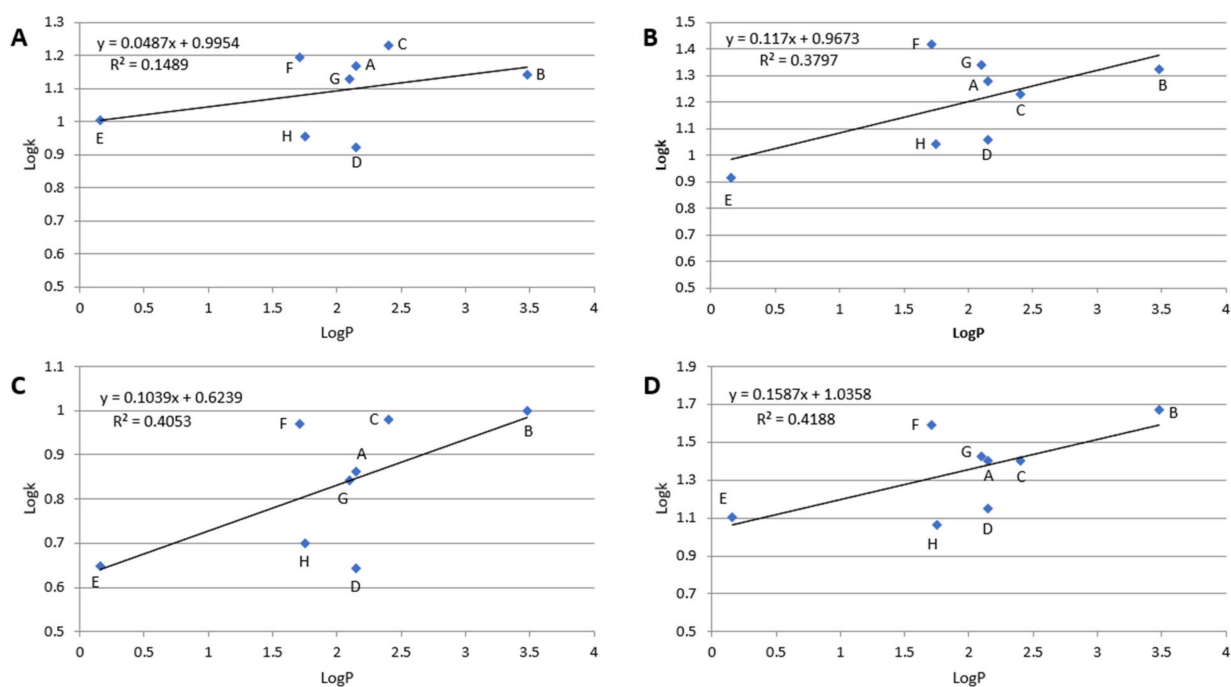 A
y = 0.0487x + 0.9954
R² = 0.1489
Logk
1.3
1.2
1.1
1
0.9
0.8
0.7
0.6
0.5
0 0.5 1 1.5 2 2.5 3 3.5 4
LogP
C
F
A
G
B
E
H
D
B
y = 0.117x + 0.9673
R² = 0.3797
Logk
1.5
1.4
1.3
1.2
1.1
1
0.9
0.8
0.7
0.6
0.5
0 0.5 1 1.5 2 2.5 3 3.5 4
LogP
F
G
A
B
C
H
D
E
C
y = 0.1039x + 0.6239
R² = 0.4053
Logk
1.1
1
0.9
0.8
0.7
0.6
0.5
0 0.5 1 1.5 2 2.5 3 3.5 4
LogP
F
C
B
A
G
H
E
D
D
y = 0.1587x + 1.0358
R² = 0.4188
Logk
1.9
1.7
1.5
1.3
1.1
0.9
0.7
0.5
0 0.5 1 1.5 2 2.5 3 3.5 4
LogP
B
F
G
A
C
E
D
H